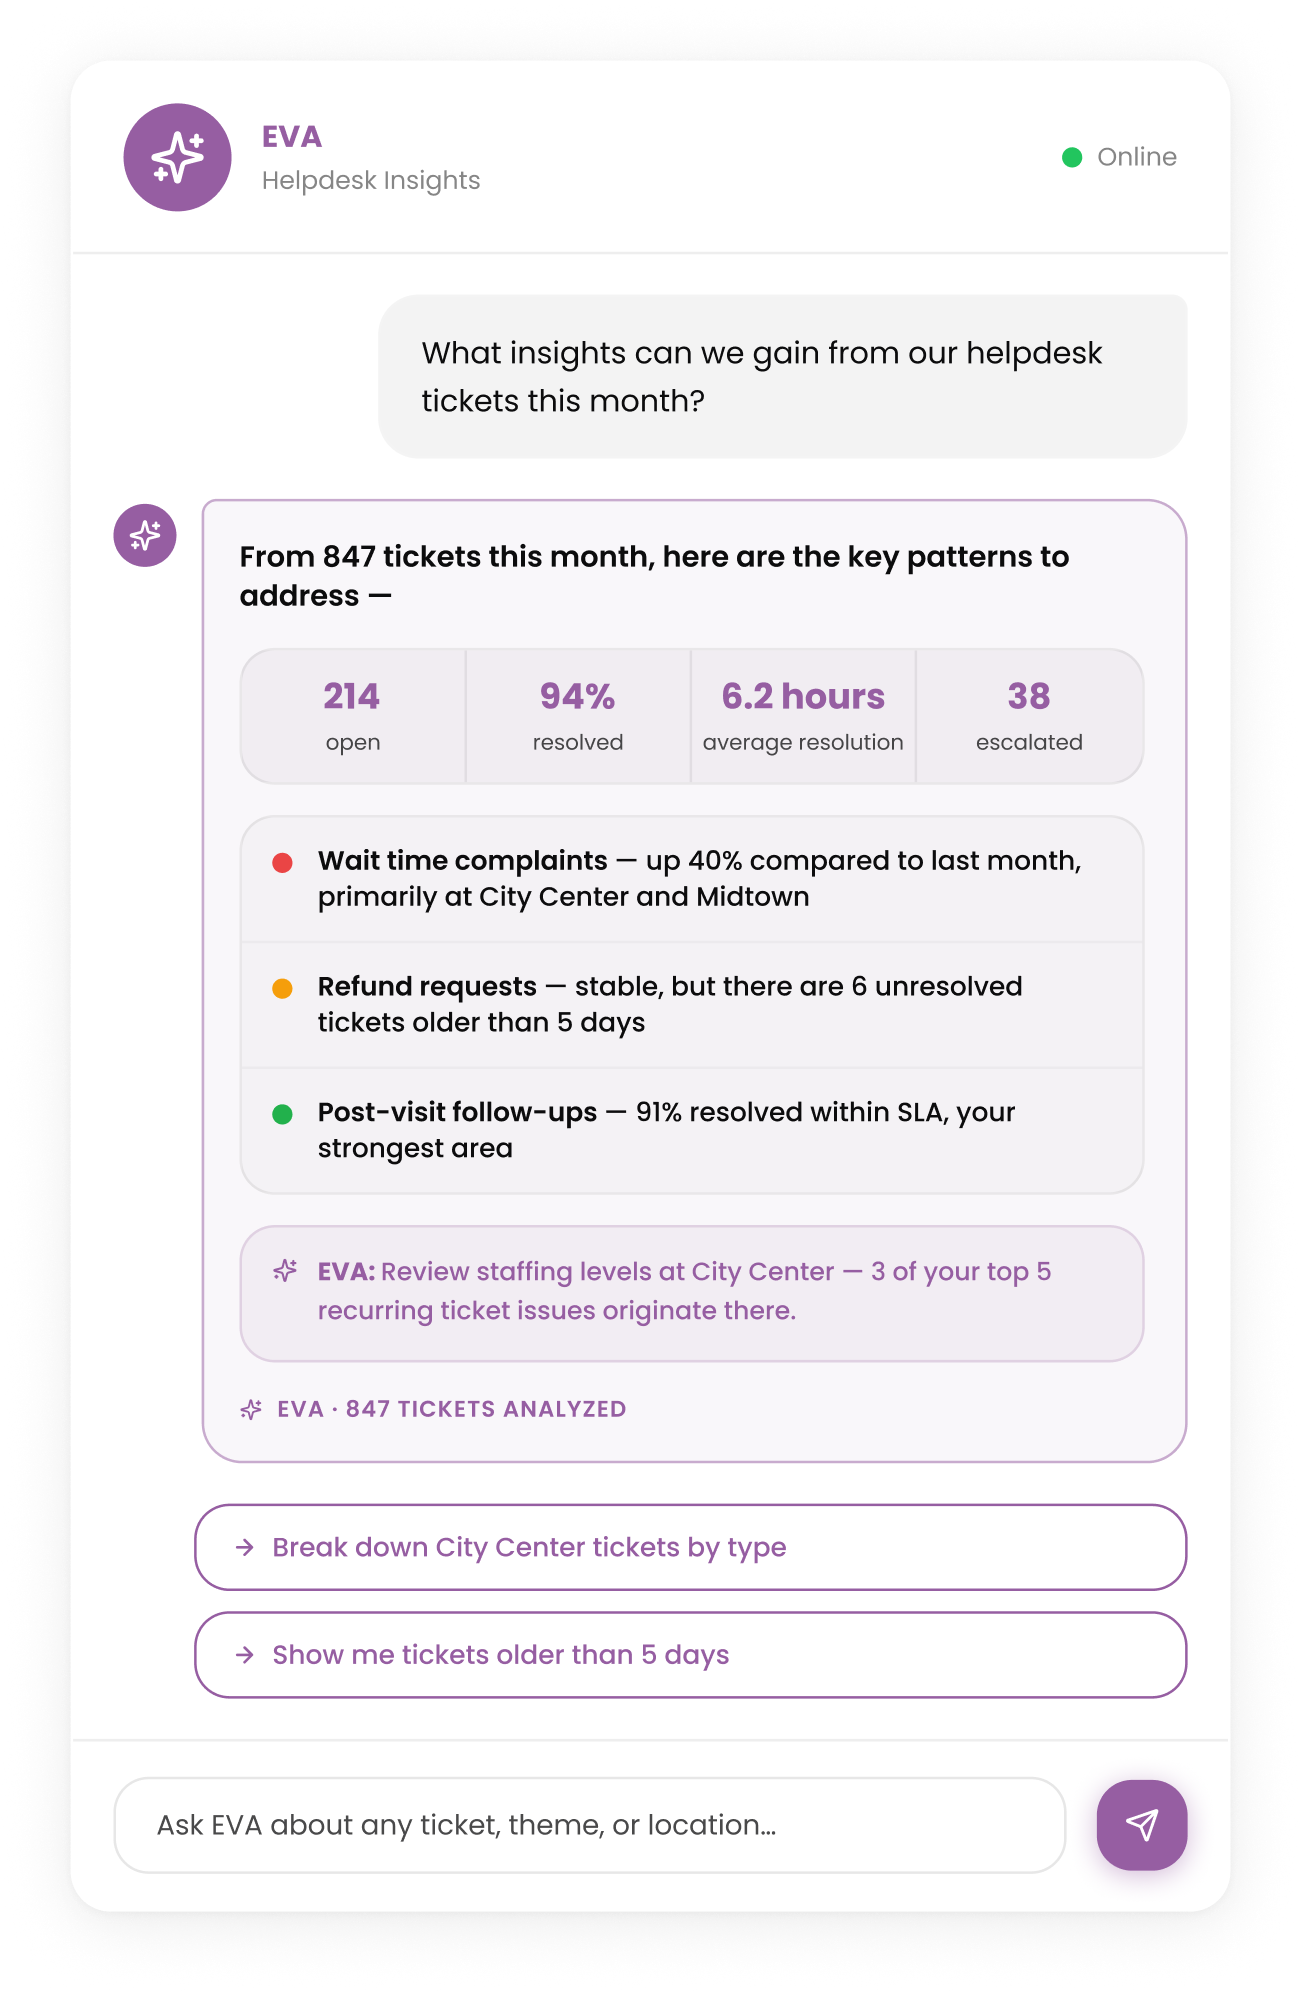 EVA
Helpdesk Insights
Online
What insights can we gain from our helpdesk
tickets this month?
From 847 tickets this month, here are the key patterns to
address —
214
open
94%
resolved
6.2 hours
average resolution
38
escalated
Wait time complaints — up 40% compared to last month,
primarily at City Center and Midtown
Refund requests — stable, but there are 6 unresolved
tickets older than 5 days
Post-visit follow-ups — 91% resolved within SLA, your
strongest area
EVA: Review staffing levels at City Center — 3 of your top 5
recurring ticket issues originate there.
EVA · 847 TICKETS ANALYZED
→ Break down City Center tickets by type
→ Show me tickets older than 5 days
Ask EVA about any ticket, theme, or location...